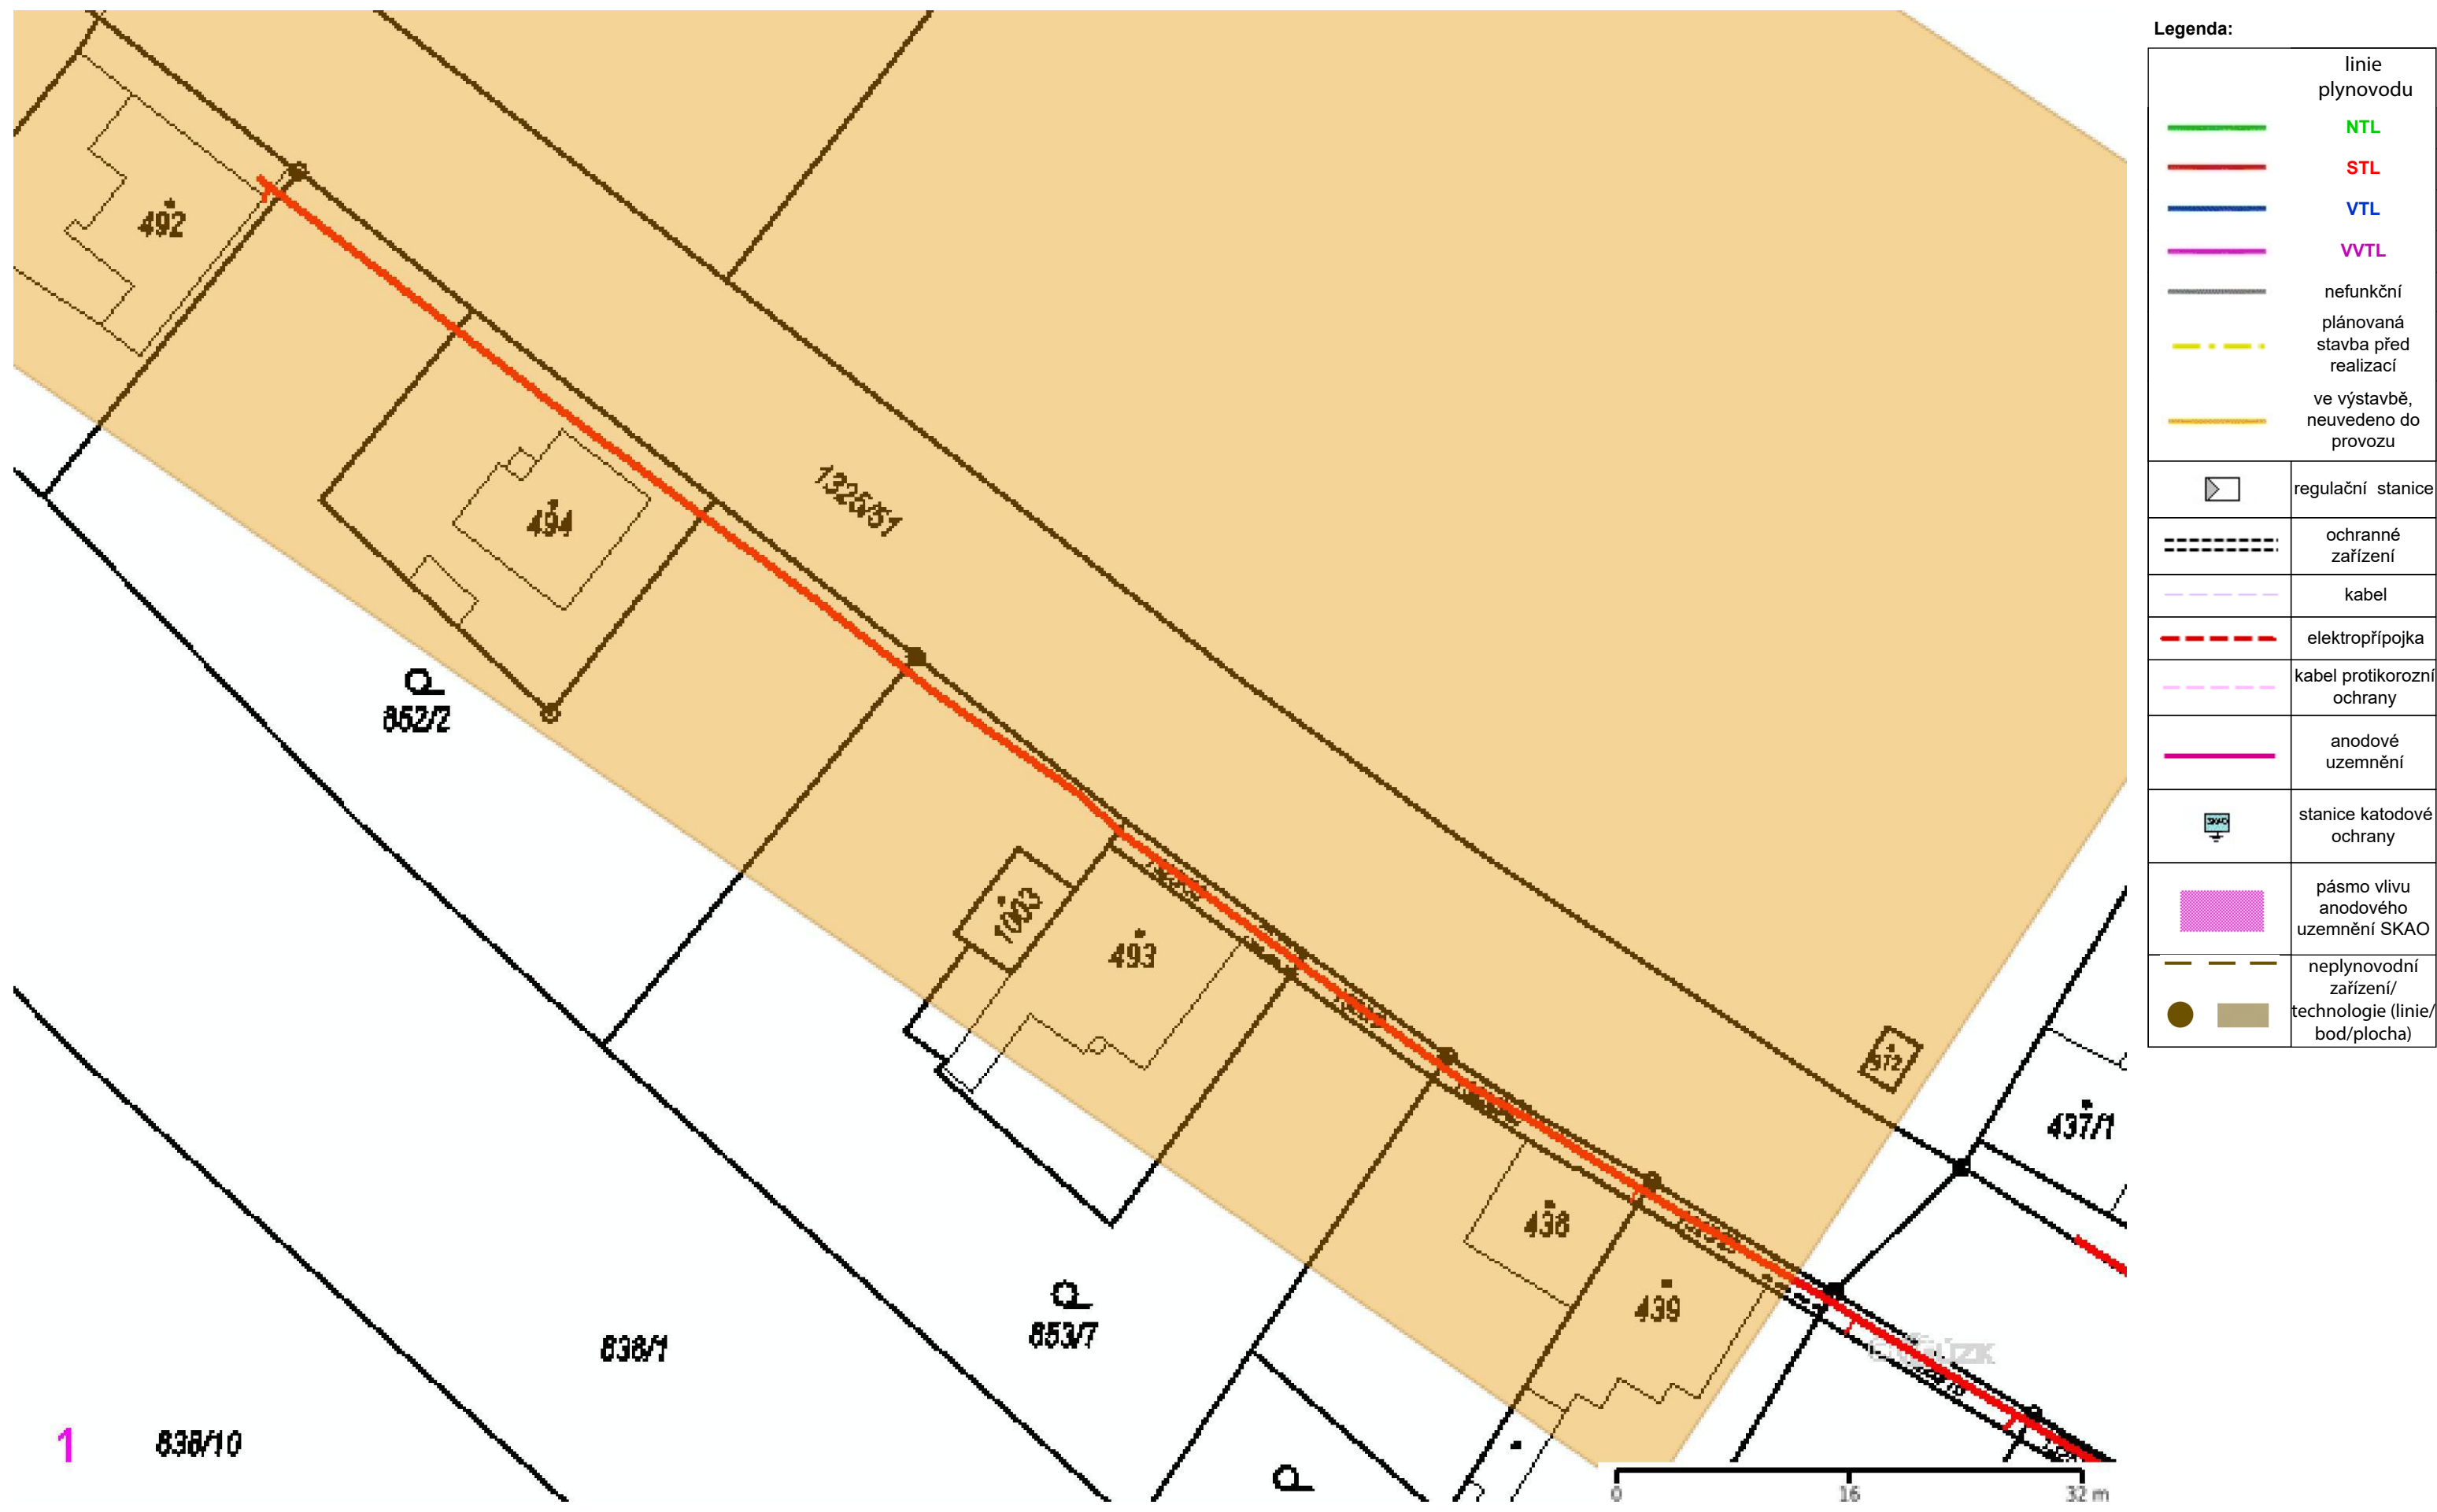 Legenda:
linie
plynovodu
NTL
STL
VTL
VVTL
nefunkční
plánovaná
stavba před
realizací
ve výstavbě,
neuvedeno do
provozu
regulační stanice
ochranné
zařízení
kabel
elektropřípojka
kabel protikorozní
ochrany
anodové
uzemnění
SKAO
stanice katodové
ochrany
pásmo vlivu
anodového
uzemnění SKAO
neplynovodní
zařízení/
technologie (linie/
bod/plocha)
492
494
1325/51
852/2
1003
493
972
437/1
438
439
853/7
838/1
838/10
1
0 16 32 m